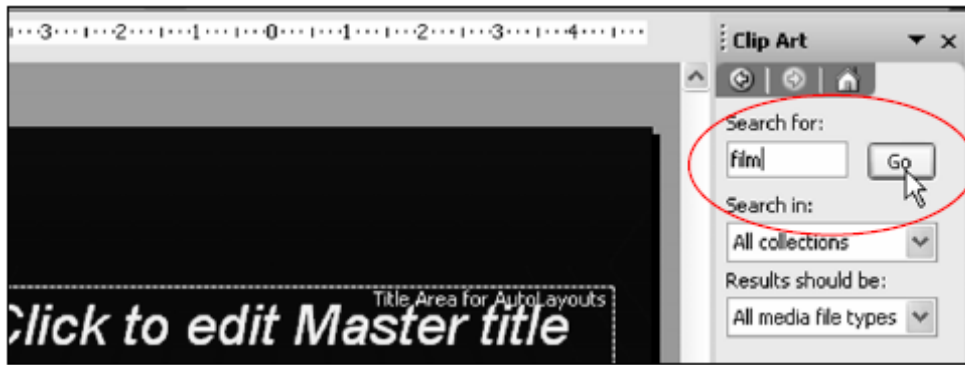 3 2 1 0 1 2 3 4
Clip Art
Search for:
film
Go
Search in:
All collections
Results should be:
All media file types
Title Area for AutoLayouts
Click to edit Master title